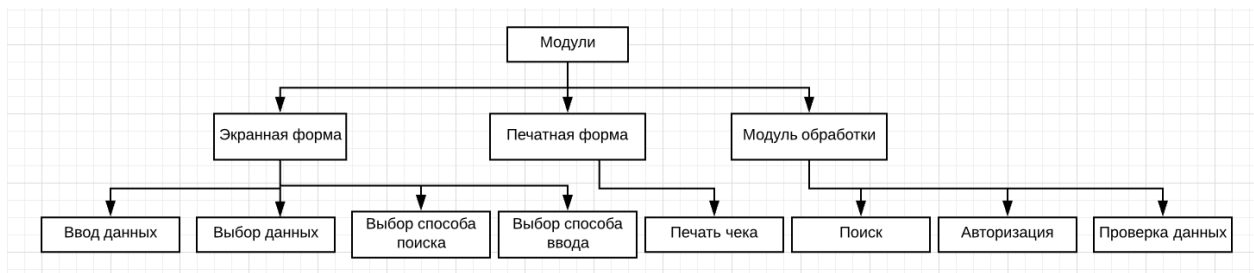 Модули
Экранная форма
Печатная форма
Модуль обработки
Ввод данных
Выбор данных
Выбор способа
поиска
Выбор способа
ввода
Печать чека
Поиск
Авторизация
Проверка данных